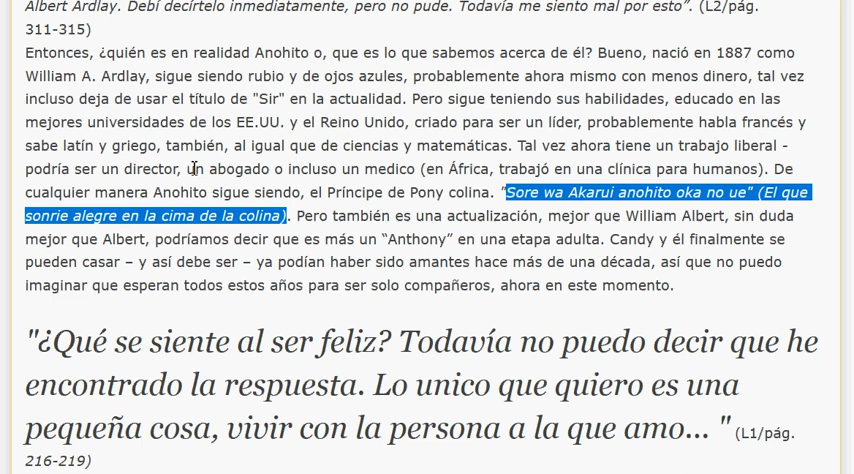 Albert Ardlay. Debí decírtelo inmediatamente, pero no pude. Todavía me siento mal por esto”. (L2/pág.
311-315)
Entonces, ¿quién es en realidad Anohito o, que es lo que sabemos acerca de él? Bueno, nació en 1887 como
William A. Ardlay, sigue siendo rubio y de ojos azules, probablemente ahora mismo con menos dinero, tal vez
incluso deja de usar el título de "Sir" en la actualidad. Pero sigue teniendo sus habilidades, educado en las
mejores universidades de los EE.UU. y el Reino Unido, criado para ser un líder, probablemente habla francés y
sabe latín y griego, también, al igual que de ciencias y matemáticas. Tal vez ahora tiene un trabajo liberal -
podría ser un director, un abogado o incluso un medico (en África, trabajó en una clínica para humanos). De
cualquier manera Anohito sigue siendo, el Príncipe de Pony colina. "Sore wa Akarui anohito oka no ue" (El que
sonrie alegre en la cima de la colina). Pero también es una actualización, mejor que William Albert, sin duda
mejor que Albert, podríamos decir que es más un “Anthony” en una etapa adulta. Candy y él finalmente se
pueden casar – y así debe ser – ya podían haber sido amantes hace más de una década, así que no puedo
imaginar que esperan todos estos años para ser solo compañeros, ahora en este momento.
"¿Qué se siente al ser feliz? Todavía no puedo decir que he
encontrado la respuesta. Lo unico que quiero es una
pequeña cosa, vivir con la persona a la que amo... " (L1/pág.
216-219)